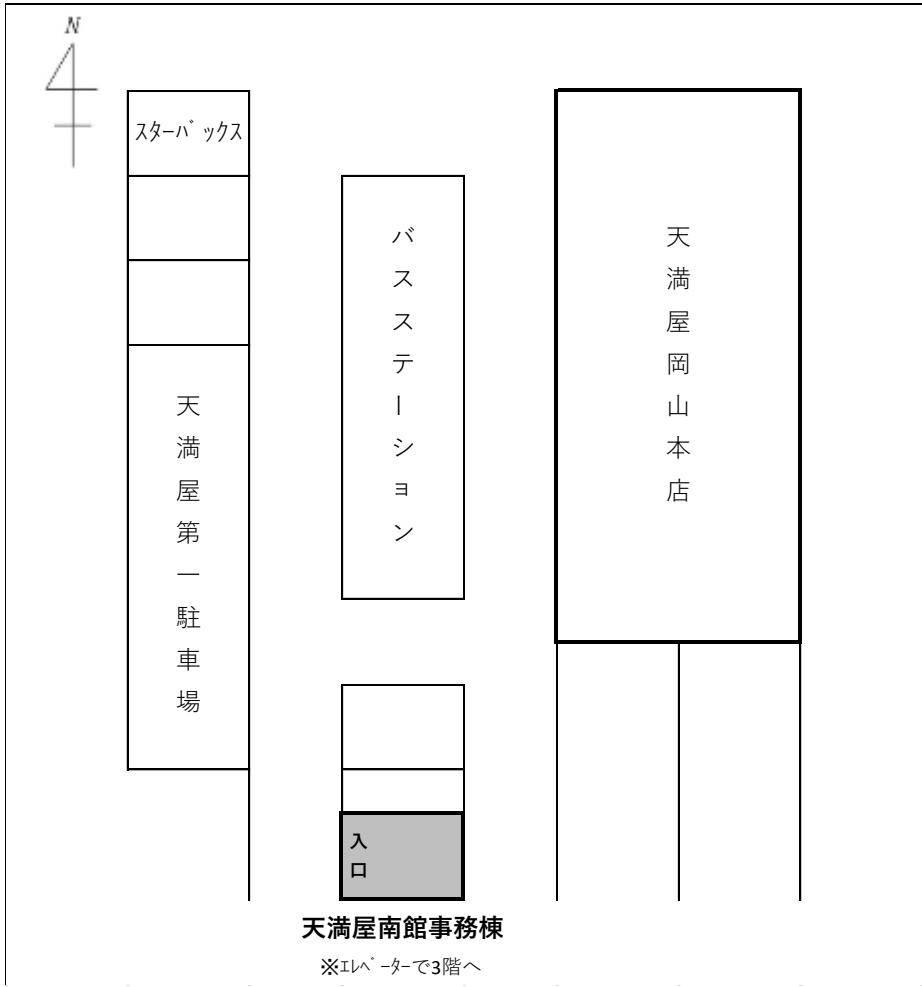 N
スターバックス
バスステーション
天満屋岡山本店
天満屋第一駐車場
入口
天満屋南館事務棟
※ｴﾚﾍﾞｰﾀｰで3階へ